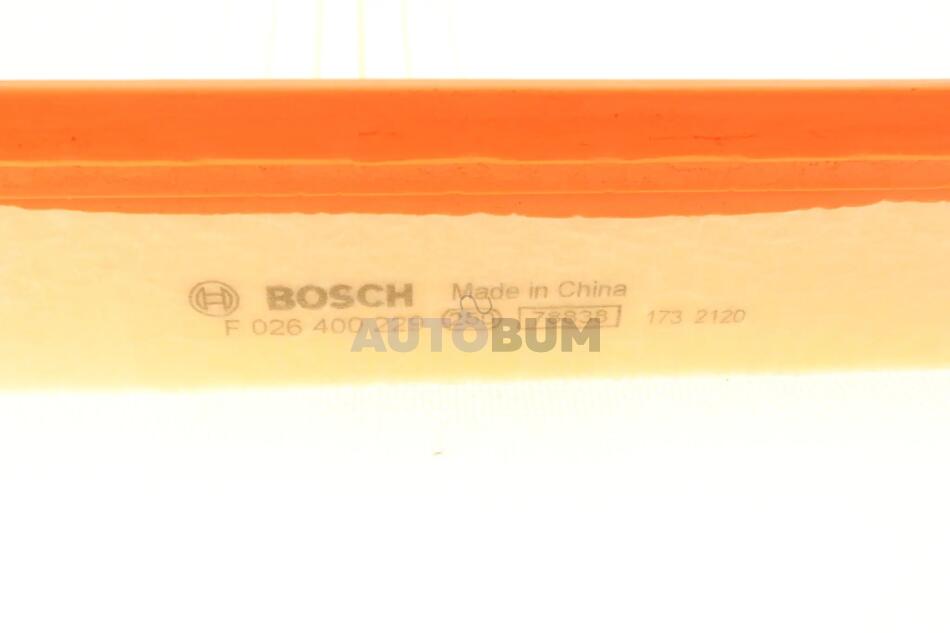 BOSCH Made in China
F 026 400 229 78838 173 2120
AUTOBUM